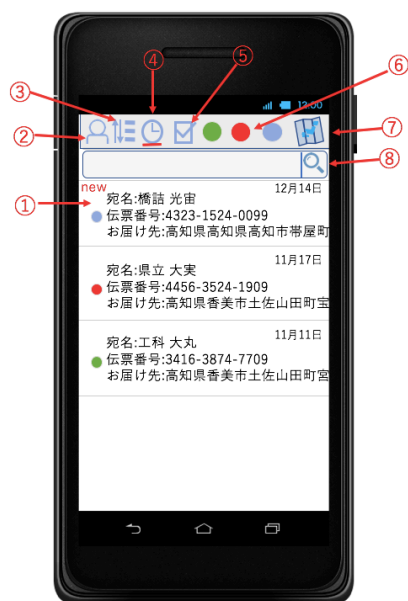 ④
⑤
③
⑥
12:00
②
⑦
⑧
new
12月14日
①
宛名:橋詰 光宙
伝票番号:4323-1524-0099
お届け先:高知県高知県高知市帯屋町
11月17日
宛名:県立 大実
伝票番号:4456-3524-1909
お届け先:高知県香美市土佐山田町宝
11月11日
宛名:工科 大丸
伝票番号:3416-3874-7709
お届け先:高知県香美市土佐山田町宮